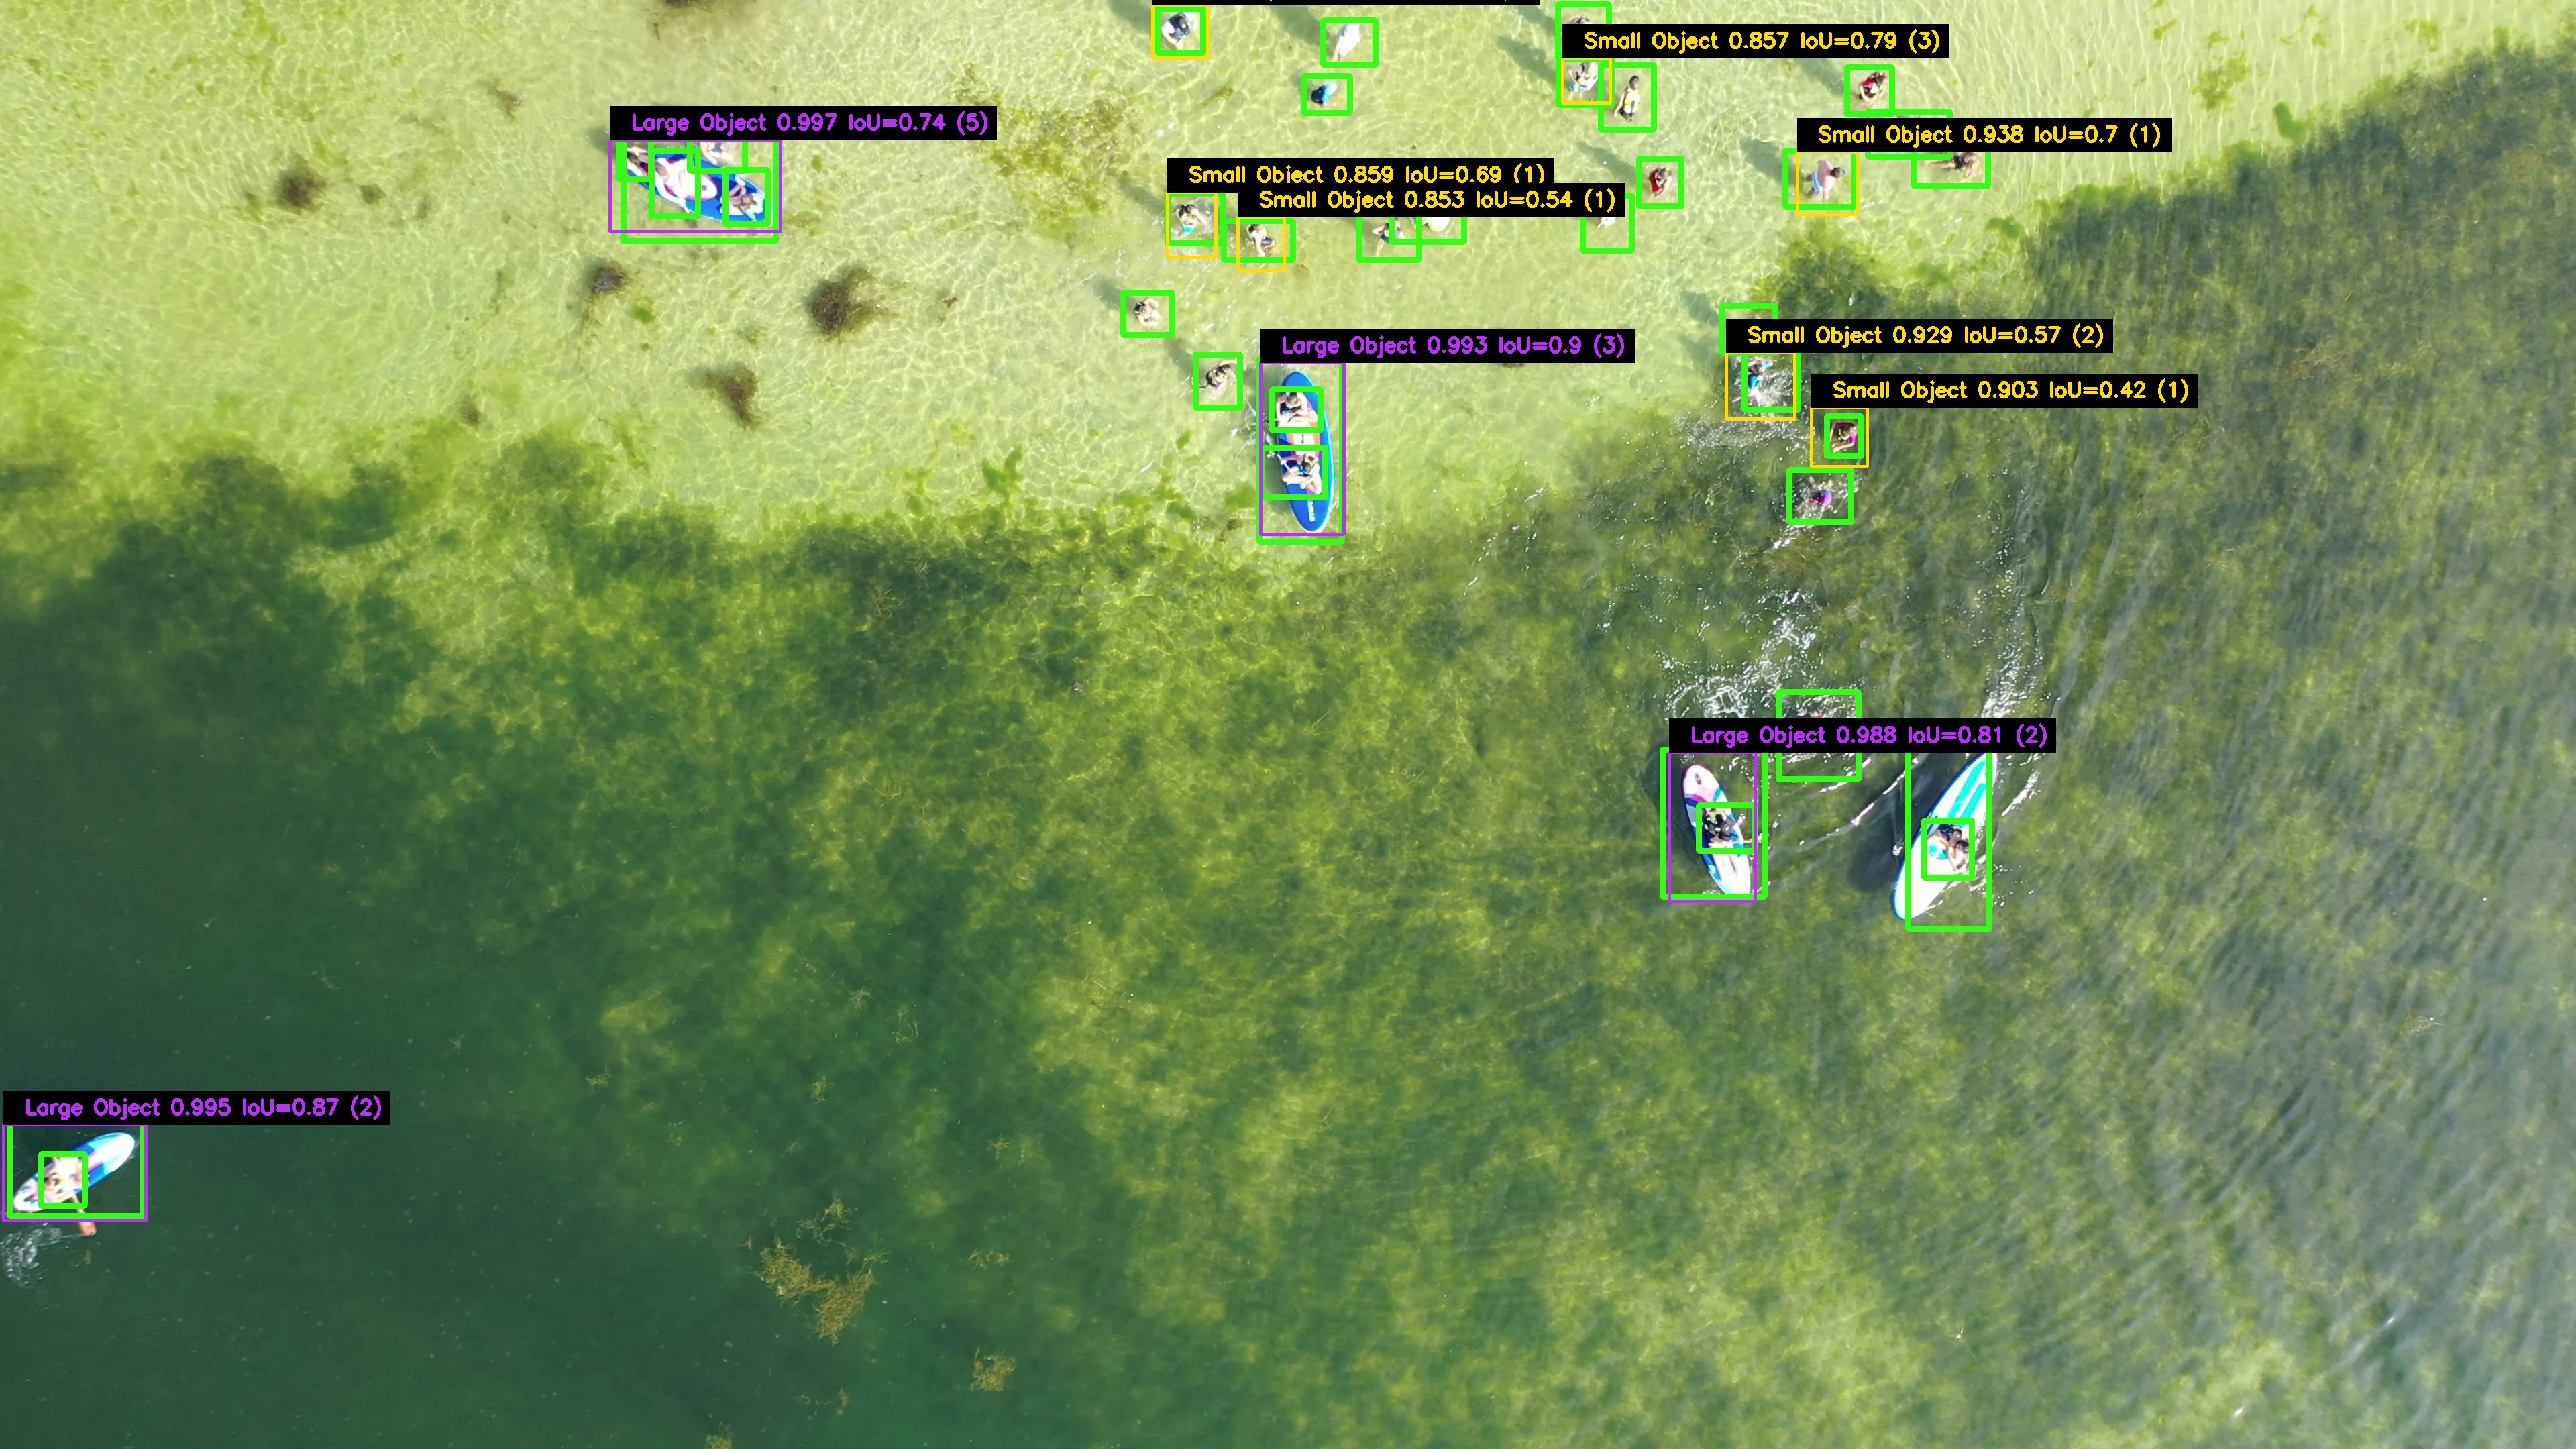 Small Object 0.857 IoU=0.79 (3)
Large Object 0.997 IoU=0.74 (5)
Small Object 0.938 IoU=0.7 (1)
Small Object 0.859 IoU=0.69 (1)
Small Object 0.853 IoU=0.54 (1)
Small Object 0.929 IoU=0.57 (2)
Large Object 0.993 IoU=0.9 (3)
Small Object 0.903 IoU=0.42 (1)
Large Object 0.988 IoU=0.81 (2)
Large Object 0.995 IoU=0.87 (2)